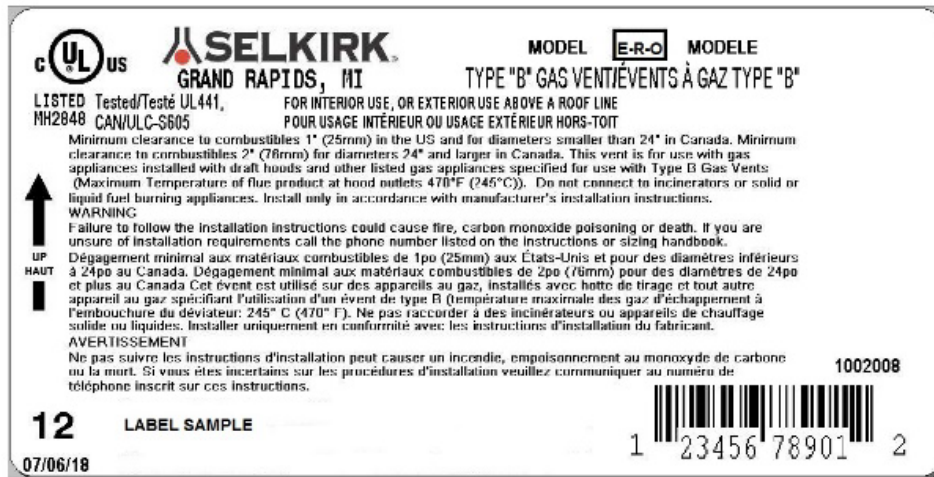 C UL US
SELKIRK.
GRAND RAPIDS, MI
MODEL E-R-O MODELE
TYPE "B" GAS VENT/ÉVENTS À GAZ TYPE "B"
LISTED Tested/Testé UL441,
MH2848 CAN/ULC-S605
FOR INTERIOR USE, OR EXTERIOR USE ABOVE A ROOF LINE
POUR USAGE INTÉRIEUR OU USAGE EXTÉRIEUR HORS-TOIT
Minimum clearance to combustibles 1" (25mm) in the US and for diameters smaller than 24" in Canada. Minimum
clearance to combustibles 2" (76mm) for diameters 24" and larger in Canada. This vent is for use with gas
appliances installed with draft hoods and other listed gas appliances specified for use with Type B Gas Vents
(Maximum Temperature of flue product at hood outlets 470°F (245°C)). Do not connect to incinerators or solid or
liquid fuel burning appliances. Install only in accordance with manufacturer's installation instructions.
WARNING
Failure to follow the installation instructions could cause fire, carbon monoxide poisoning or death. If you are
unsure of installation requirements call the phone number listed on the instructions or sizing handbook.
UP
HAUT
Dégagement minimal aux matériaux combustibles de 1po (25mm) aux États-Unis et pour des diamètres inférieurs
à 24po au Canada. Dégagement minimal aux matériaux combustibles de 2po (76mm) pour des diamètres de 24po
et plus au Canada Cet évent est utilisé sur des appareils au gaz, installés avec hotte de tirage et tout autre
appareil au gaz spécifiant l'utilisation d'un évent de type B (température maximale des gaz d'échappement à
l'embouchure du déviateur: 245° C (470° F). Ne pas raccorder à des incinérateurs ou appareils de chauffage
solide ou liquides. Installer uniquement en conformité avec les instructions d'installation du fabricant.
AVERTISSEMENT
Ne pas suivre les instructions d'installation peut causer un incendie, empoisonnement au monoxyde de carbone
ou la mort. Si vous êtes incertains sur les procédures d'installation veuillez communiquer au numéro de
téléphone inscrit sur ces instructions.
1002008
12 LABEL SAMPLE
1 23456 78901 2
07/06/18